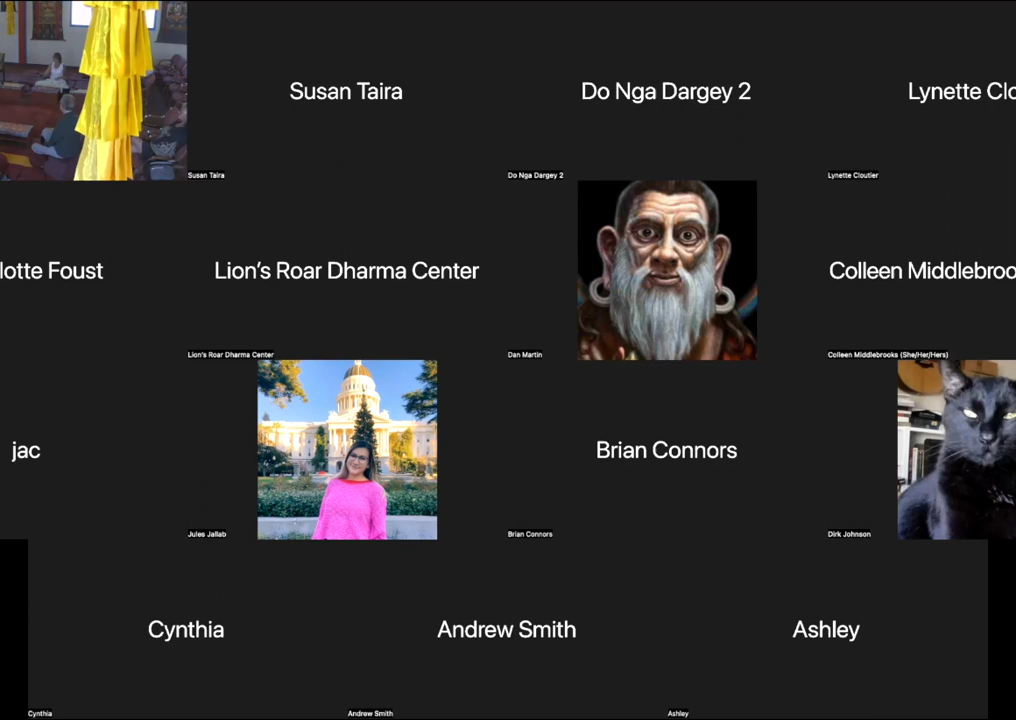 Susan Taira
Do Nga Dargey 2
Lynette Clo
Susan Taira
Do Nga Dargey 2
Lynette Cloutier
lotte Foust
Lion's Roar Dharma Center
Colleen Middlebroo
Lion's Roar Dharma Center
Dan Martin
Colleen Middlebrooks (She/Her/Hers)
jac
Brian Connors
Jules Jallab
Brian Connors
Dirk Johnson
Cynthia
Andrew Smith
Ashley
Cynthia
Andrew Smith
Ashley